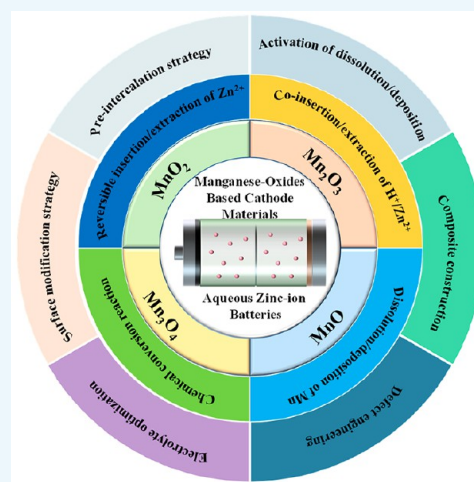 Pre-intercalation strategy
Activation of dissolution/deposition
Composite construction
Defect engineering
Electrolyte optimization
Surface modification strategy
Reversible insertion/extraction of Zn²⁺
Co-insertion/extraction of H⁺/Zn²⁺
Dissolution/deposition of Mn
Chemical conversion reaction
MnO₂
Mn₂O₃
MnO
Mn₃O₄
Manganese-Oxides
Based Cathode
Materials
Aqueous Zinc-ion
Batteries